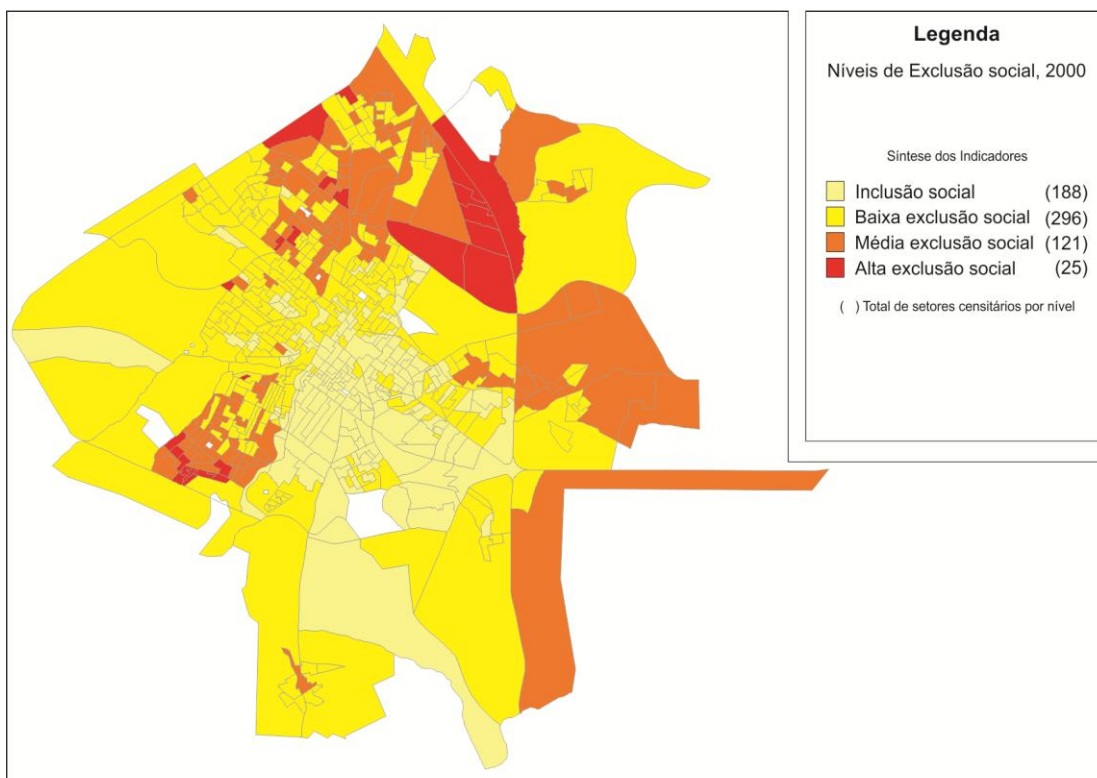 Legenda
Níveis de Exclusão social, 2000
Sintese dos Indicadores
Inclusão social (188)
Baixa exclusão social (296)
Média exclusão social (121)
Alta exclusão social (25)
( ) Total de setores censitários por nível